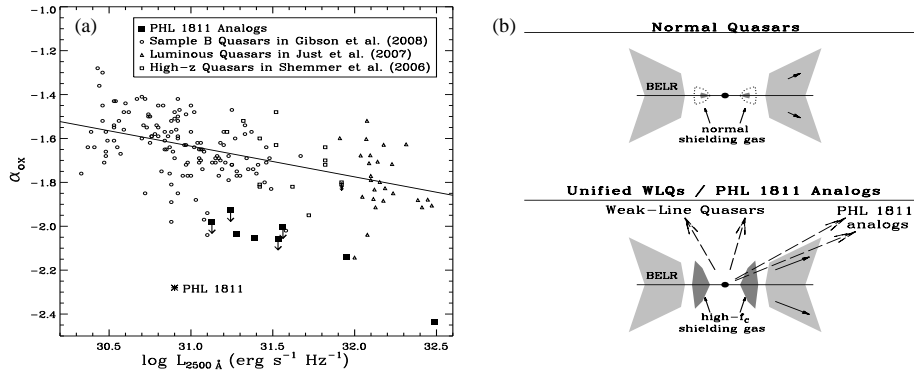 (a)
PHL 1811 Analogs
Sample B Quasars in Gibson et al. (2008)
Luminous Quasars in Just et al. (2007)
High-z Quasars in Shemmer et al. (2006)
-1.0
-1.2
-1.4
-1.6
-1.8
-2.0
-2.2
-2.4
αox
PHL 1811
30.5
31.0
31.5
32.0
32.5
log L2500 Å (erg s⁻¹ Hz⁻¹)
(b)
Normal Quasars
BELR
normal
shielding gas
Unified WLQs / PHL 1811 Analogs
Weak-Line Quasars
PHL 1811
analogs
BELR
high-fc
shielding gas